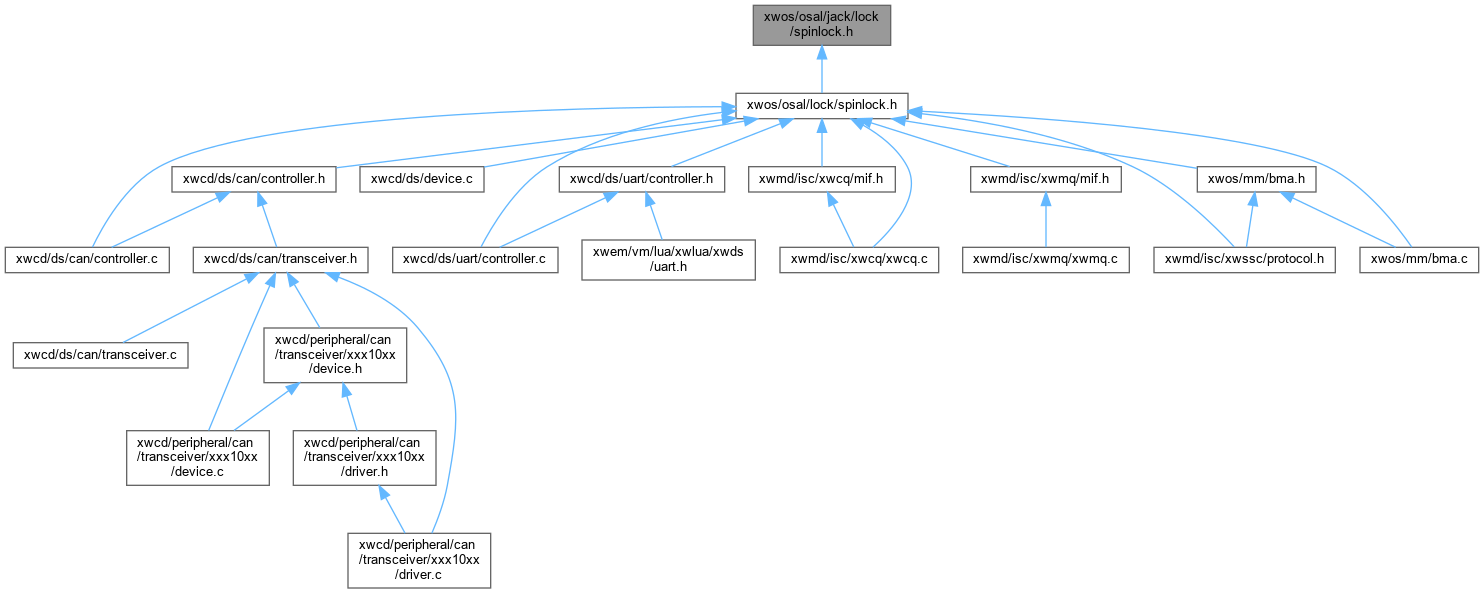 xwos/osal/jack/lock
/spinlock.h
xwos/osal/lock/spinlock.h
xwcd/ds/can/controller.h
xwcd/ds/device.c
xwcd/ds/uart/controller.h
xwmd/isc/xwcq/mif.h
xwmd/isc/xwmq/mif.h
xwos/mm/bma.h
xwcd/ds/can/controller.c
xwcd/ds/can/transceiver.h
xwcd/ds/uart/controller.c
xwem/vm/lua/xwlua/xwds
/uart.h
xwmd/isc/xwcq/xwcq.c
xwmd/isc/xwmq/xwmq.c
xwmd/isc/xwssc/protocol.h
xwos/mm/bma.c
xwcd/ds/can/transceiver.c
xwcd/peripheral/can
/transceiver/xxx10xx
/device.h
xwcd/peripheral/can
/transceiver/xxx10xx
/device.c
xwcd/peripheral/can
/transceiver/xxx10xx
/driver.h
xwcd/peripheral/can
/transceiver/xxx10xx
/driver.c